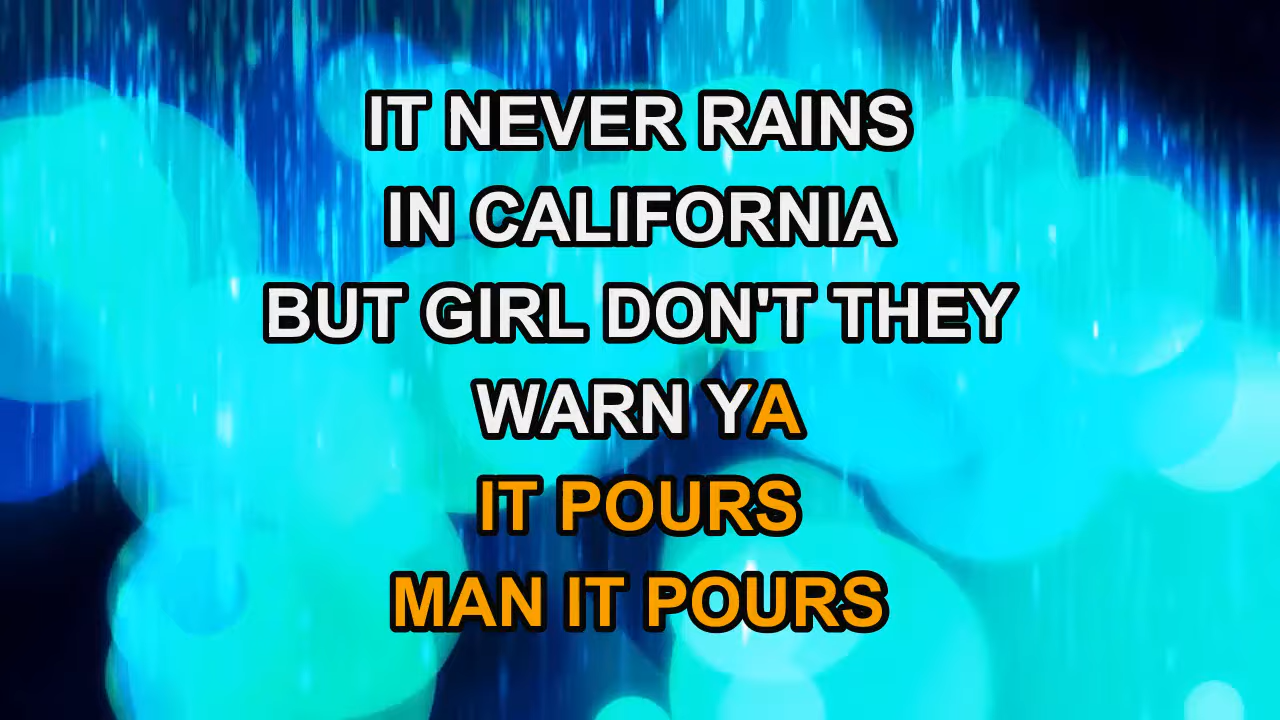 IT NEVER RAINS
IN CALIFORNIA
BUT GIRL DON'T THEY
WARN YA
IT POURS
MAN IT POURS